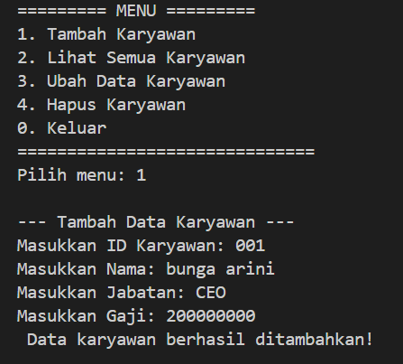 ========= MENU =========
1. Tambah Karyawan
2. Lihat Semua Karyawan
3. Ubah Data Karyawan
4. Hapus Karyawan
0. Keluar
==============================
Pilih menu: 1

--- Tambah Data Karyawan ---
Masukkan ID Karyawan: 001
Masukkan Nama: bunga arini
Masukkan Jabatan: CEO
Masukkan Gaji: 200000000
 Data karyawan berhasil ditambahkan!